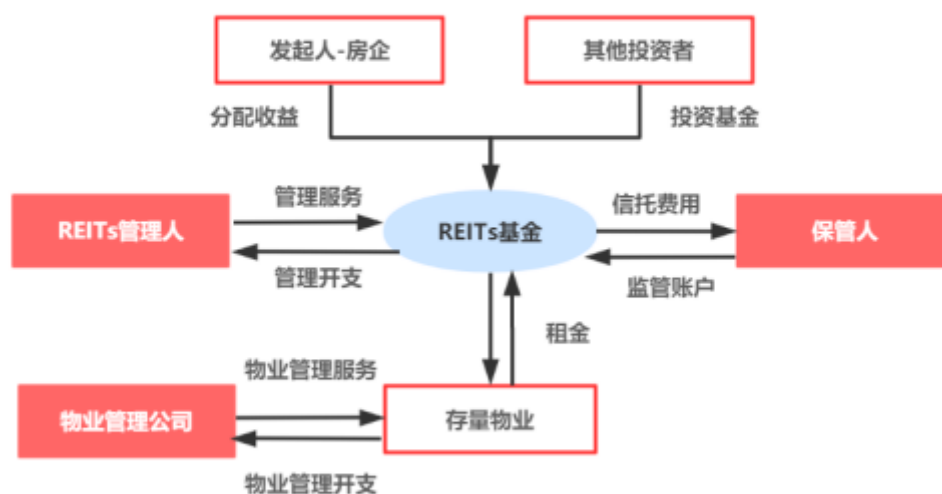 发起人-房企
其他投资者
分配收益
投资基金
管理服务
信托费用
REITs管理人
REITs基金
保管人
管理开支
监管账户
租金
物业管理服务
物业管理公司
存量物业
物业管理开支